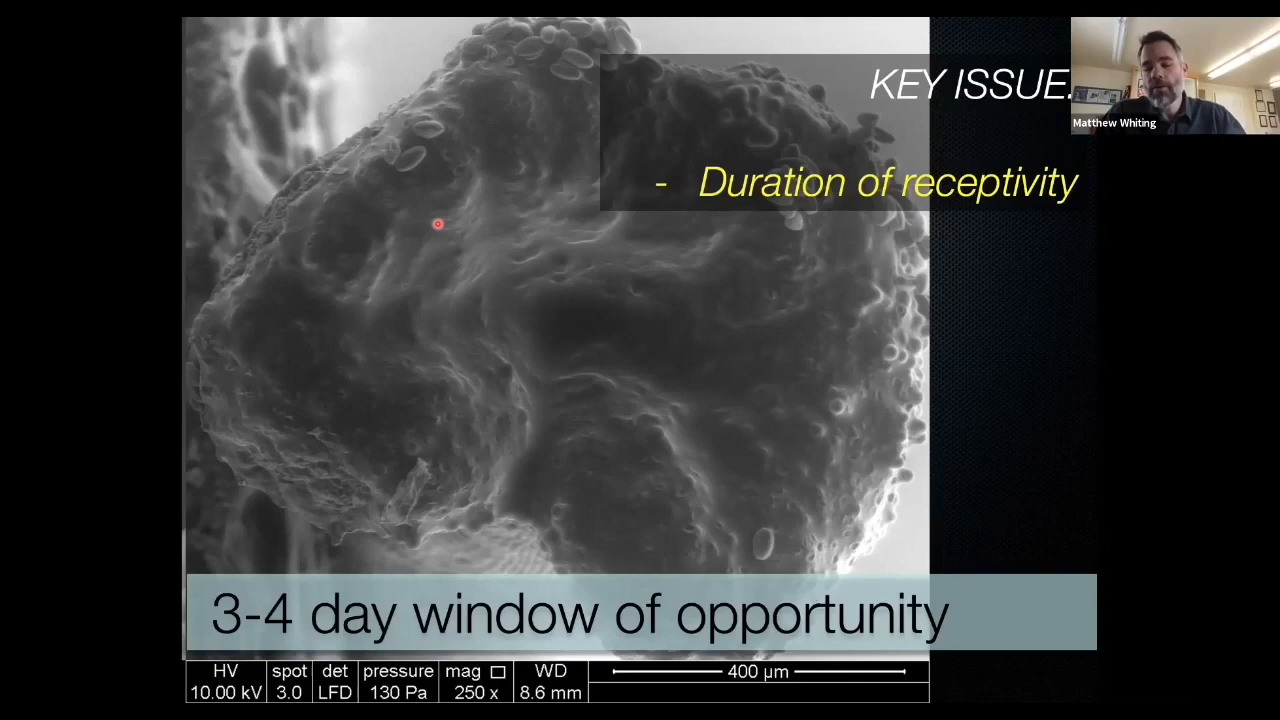 KEY ISSUE.
Matthew Whiting
- Duration of receptivity
3-4 day window of opportunity
HV spot det pressure mag WD 400 µm
10.00 kV 3.0 LFD 130 Pa 250 x 8.6 mm